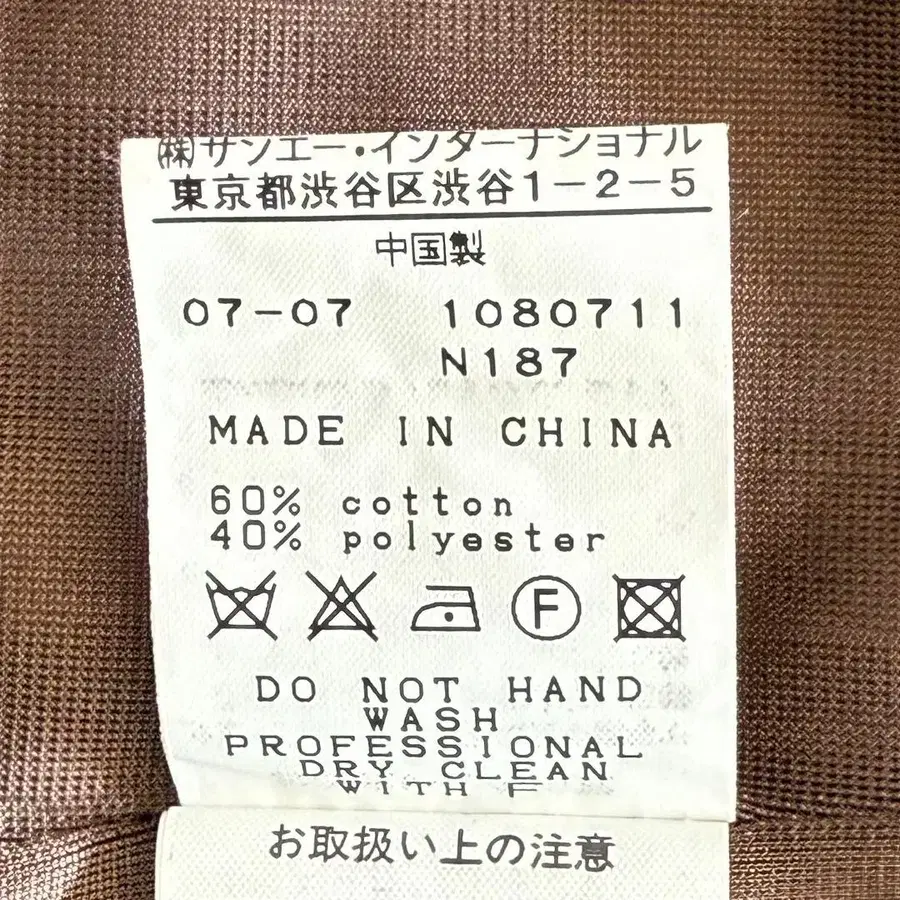 (株)サンエー・インターナショナル
東京都渋谷区渋谷1-2-5
中国製
07-07 1080711
N187
MADE IN CHINA
60% cotton
40% polyester
F
DO NOT HAND
WASH
PROFESSIONAL
DRY CLEAN
WITH F
お取扱い上の注意